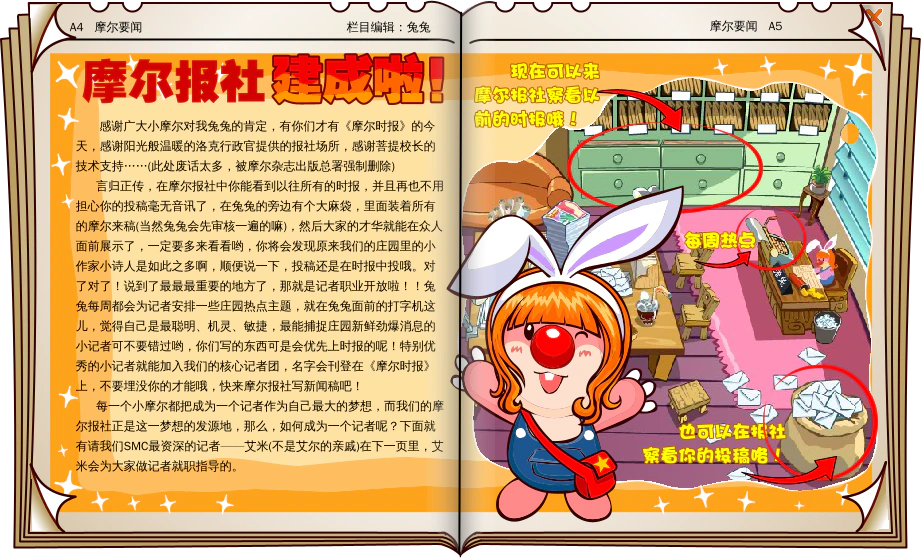 A4 摩尔要闻
栏目编辑：兔兔
摩尔报社建成啦！
感谢广大小摩尔对我兔兔的肯定，有你们才有《摩尔时报》的今
天，感谢阳光般温暖的洛克行政官提供的报社场所，感谢菩提校长的
技术支持……(此处废话太多，被摩尔杂志出版总署强制删除)
言归正传，在摩尔报社中你能看到以往所有的时报，并且再也不用
担心你的投稿毫无音讯了，在兔兔的旁边有个大麻袋，里面装着所有
的摩尔来稿(当然兔兔会先审核一遍的嘛)，然后大家的才华就能在众人
面前展示了，一定要多来看看哟，你将会发现原来我们的庄园里的小
作家小诗人是如此之多啊，顺便说一下，投稿还是在时报中投哦。对
了对了！说到了最最最重要的地方了，那就是记者职业开放啦！！兔
兔每周都会为记者安排一些庄园热点主题，就在兔兔面前的打字机这
儿，觉得自己是最聪明、机灵、敏捷，最能捕捉庄园新鲜劲爆消息的
小记者可不要错过哟，你们写的东西可是会优先上时报的呢！特别优
秀的小记者就能加入我们的核心记者团，名字会刊登在《摩尔时报》
上，不要埋没你的才能哦，快来摩尔报社写新闻稿吧！
每一个小摩尔都把成为一个记者作为自己最大的梦想，而我们的摩
尔报社正是这一梦想的发源地，那么，如何成为一个记者呢？下面就
有请我们SMC最资深的记者——艾米(不是艾尔的亲戚)在下一页里，艾
米会为大家做记者就职指导的。
摩尔要闻 A5
现在可以来
摩尔报社察看以
前的时报哦！
每周热点
也可以在报社
察看你的投稿哦！